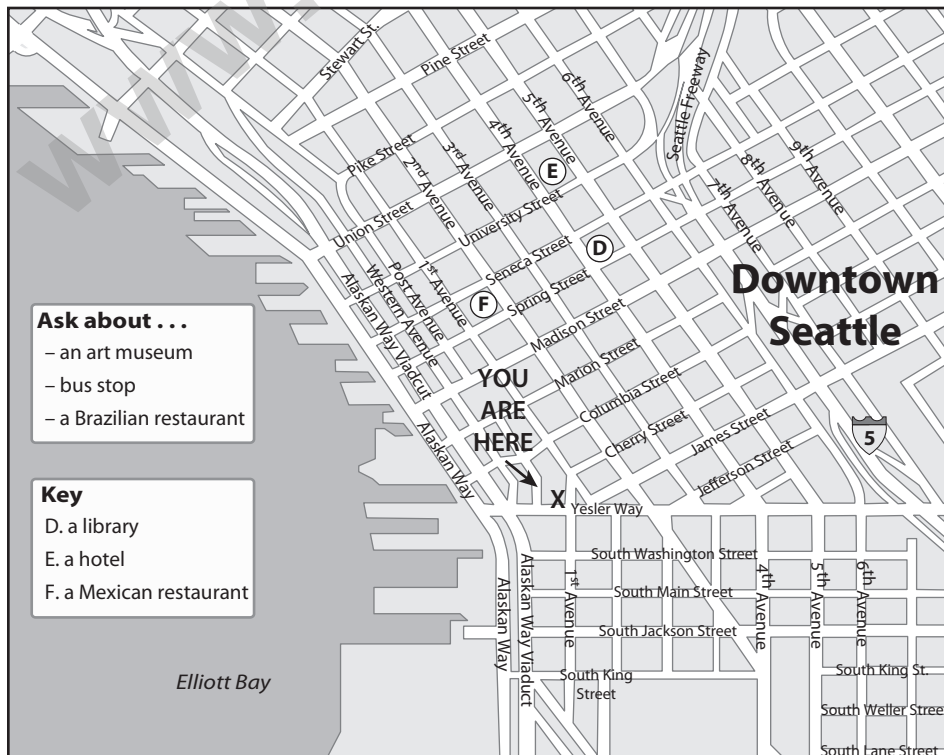 www.
Stewart St.
Pine Street
6th Avenue
5th Avenue
4th Avenue
3rd Avenue
2nd Avenue
Pike Street
Seattle Freeway
9th Avenue
8th Avenue
7th Avenue
E
University Street
Union Street
D
Seneca Street
1st Avenue
Post Avenue
Western Avenue
Alaskan Way Viadcut
F
Spring Street
Madison Street
Downtown
Seattle
Ask about . . .
– an art museum
– bus stop
– a Brazilian restaurant
YOU
ARE
HERE
Marion Street
Columbia Street
Cherry Street
James Street
Jefferson Street
5
Alaskan Way
X
Yesler Way
Key
D. a library
E. a hotel
F. a Mexican restaurant
South Washington Street
South Main Street
South Jackson Street
South King
Street
Alaskan Way
Alaskan Way Viaduct
1st Avenue
4th Avenue
5th Avenue
6th Avenue
South King St.
South Weller Street
South Lane Street
Elliott Bay